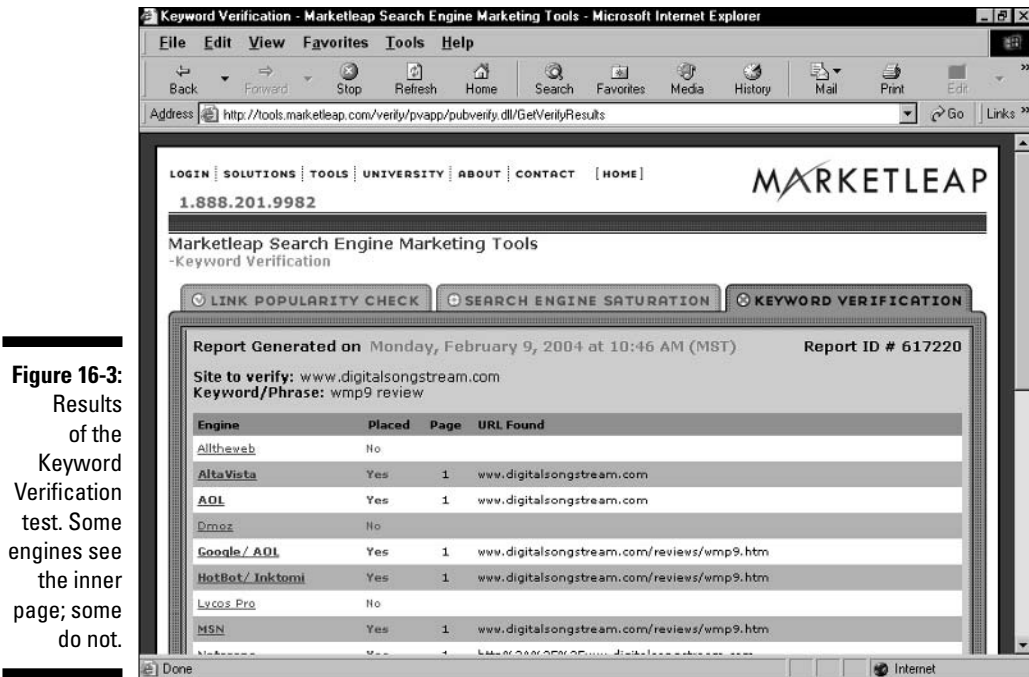 Keyword Verification - Marketleap Search Engine Marketing Tools - Microsoft Internet Explorer
File Edit View Favorites Tools Help
Back Forward Stop Refresh Home Search Favorites Media History Mail Print Edit
Address http://tools.marketleap.com/verity/pvapp/pubverify.dll/GetVerifyResults Go Links »
LOGIN SOLUTIONS TOOLS UNIVERSITY ABOUT CONTACT [HOME]
MARKETLEAP
1.888.201.9982
Marketleap Search Engine Marketing Tools
-Keyword Verification
LINK POPULARITY CHECK SEARCH ENGINE SATURATION KEYWORD VERIFICATION
Report Generated on Monday, February 9, 2004 at 10:46 AM (MST) Report ID # 617220
Site to verify: www.digitalsongstream.com
Keyword/Phrase: wmp9 review
Engine Placed Page URL Found
Alltheweb No
AltaVista Yes 1 www.digitalsongstream.com
AOL Yes 1 www.digitalsongstream.com
Dmoz No
Google/ AOL Yes 1 www.digitalsongstream.com/reviews/wmp9.htm
HotBot/ Inktomi Yes 1 www.digitalsongstream.com/reviews/wmp9.htm
Lycos Pro No
MSN Yes 1 www.digitalsongstream.com/reviews/wmp9.htm
Done Internet
Figure 16-3:
Results
of the
Keyword
Verification
test. Some
engines see
the inner
page; some
do not.